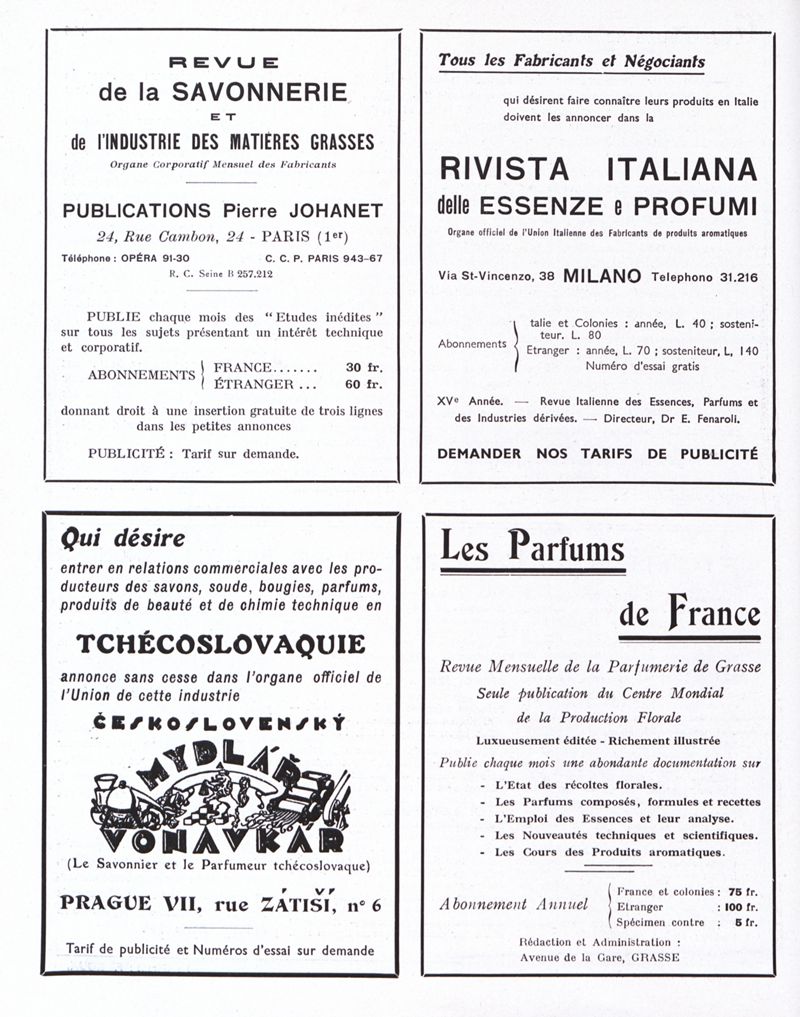 REVUE
de la SAVONNERIE
ET
de l'INDUSTRIE DES MATIÈRES GRASSES
Organe Corporatif Mensuel des Fabricants
PUBLICATIONS Pierre JOHANET
24, Rue Cambon, 24 - PARIS (1er)
Téléphone : OPÉRA 91-30 C. C. P. PARIS 943-67
R. C. Seine B 257.212
PUBLIE chaque mois des "Etudes inédites"
sur tous les sujets présentant un intérêt technique
et corporatif.
ABONNEMENTS
FRANCE....... 30 fr.
ÉTRANGER ... 60 fr.
donnant droit à une insertion gratuite de trois lignes
dans les petites annonces
PUBLICITÉ : Tarif sur demande.
Tous les Fabricants et Négociants
qui désirent faire connaître leurs produits en Italie
doivent les annoncer dans la
RIVISTA ITALIANA
delle ESSENZE e PROFUMI
Organe officiel de l'Union Italienne des Fabricants de produits aromatiques
Via St-Vincenzo, 38 MILANO Telephono 31.216
Abonnements
talie et Colonies : année, L. 40 ; sosteni-
teur. L. 80
Etranger : année, L. 70 ; sosteniteur, L, 140
Numéro d'essai gratis
XVe Année. — Revue Italienne des Essences, Parfums et
des Industries dérivées. — Directeur, Dr E. Fenaroli.
DEMANDER NOS TARIFS DE PUBLICITÉ
Qui désire
entrer en relations commerciales avec les pro-
ducteurs des savons, soude, bougies, parfums,
produits de beauté et de chimie technique en
TCHÉCOSLOVAQUIE
annonce sans cesse dans l'organe officiel de
l'Union de cette industrie
ČESKOSLOVENSKÝ
MYDLÁŘ
VOŇAVKÁŘ
(Le Savonnier et le Parfumeur tchécoslovaque)
PRAGUE VII, rue ZÁTIŠÍ, n° 6
Tarif de publicité et Numéros d'essai sur demande
Les Parfums
de France
Revue Mensuelle de la Parfumerie de Grasse
Seule publication du Centre Mondial
de la Production Florale
Luxueusement éditée - Richement illustrée
Publie chaque mois une abondante documentation sur
- L'Etat des récoltes florales.
- Les Parfums composés, formules et recettes
- L'Emploi des Essences et leur analyse.
- Les Nouveautés techniques et scientifiques.
- Les Cours des Produits aromatiques.
Abonnement Annuel
France et colonies : 75 fr.
Etranger : 100 fr.
Spécimen contre : 5 fr.
Rédaction et Administration :
Avenue de la Gare, GRASSE